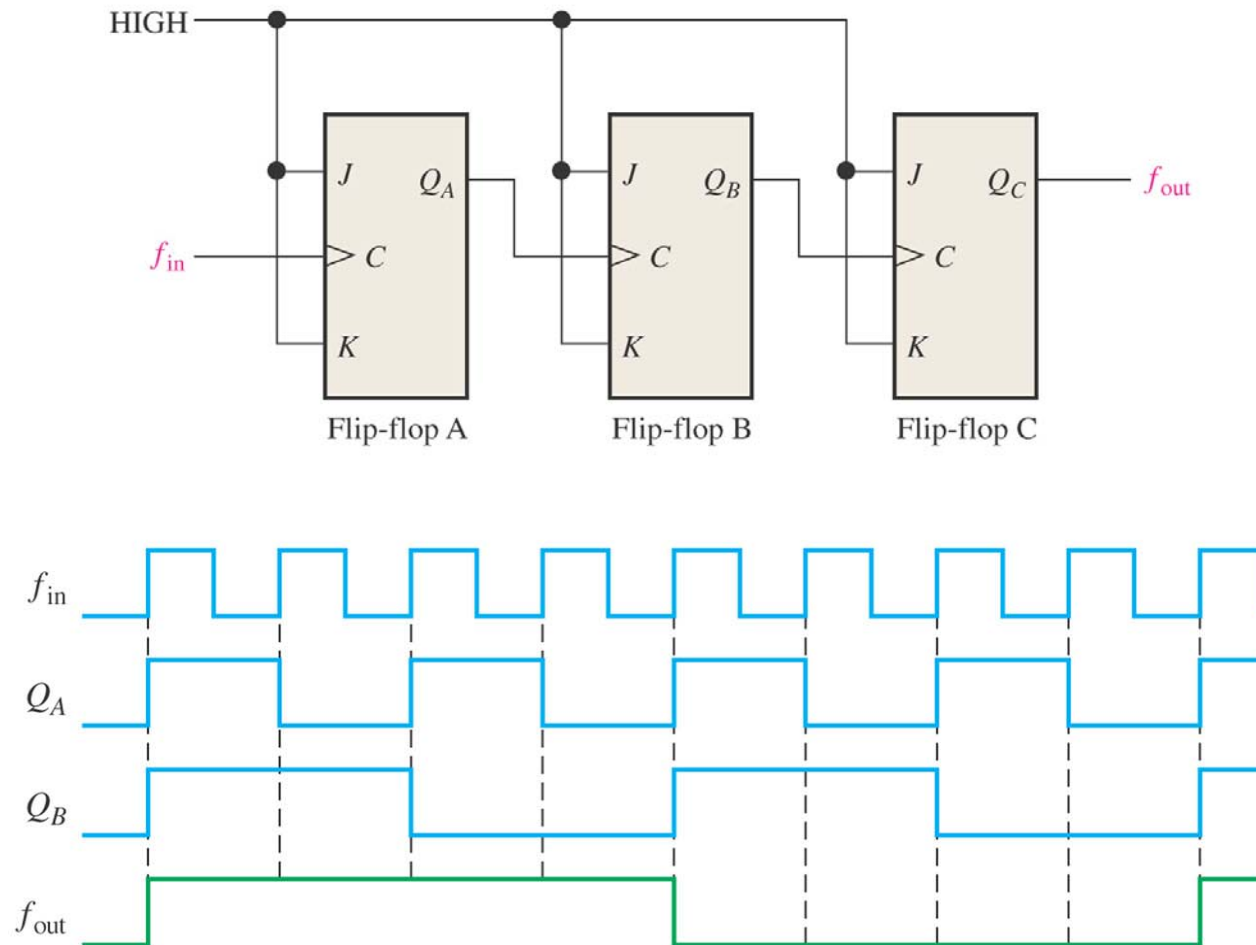 HIGH
J Q_A J Q_B J Q_C f_out
f_in C C C
K K K
Flip-flop A Flip-flop B Flip-flop C
f_in
Q_A
Q_B
f_out